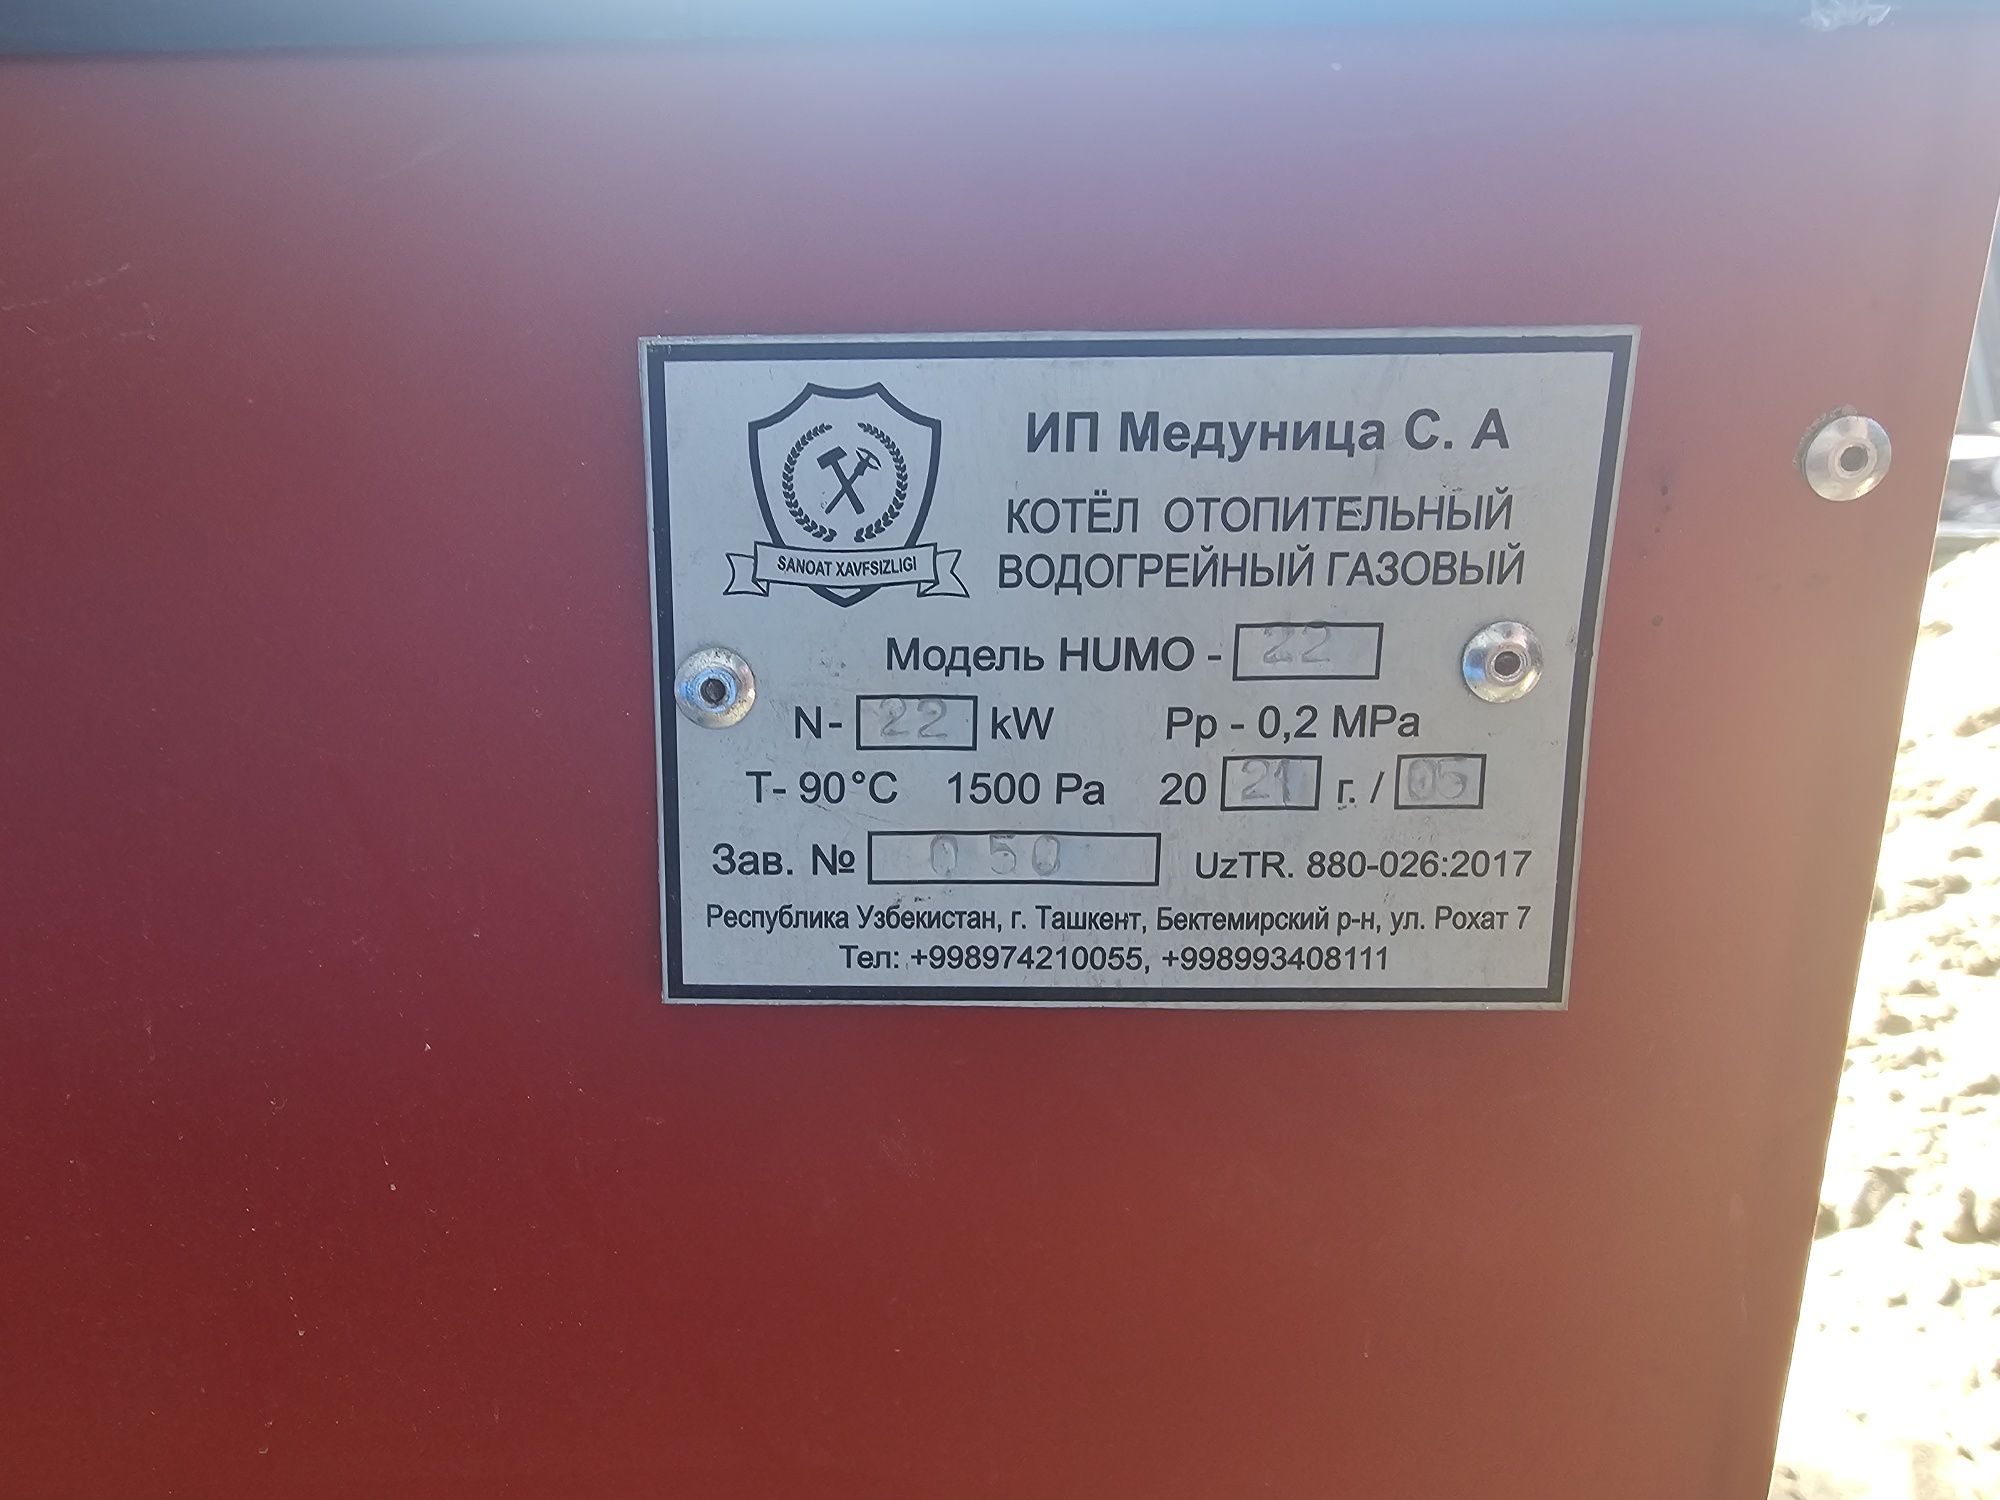 ИП Медуница С. А
КОТЁЛ ОТОПИТЕЛЬНЫЙ
ВОДОГРЕЙНЫЙ ГАЗОВЫЙ
SANOAT XAVFSIZLIGI
Модель HUMO - 22
N- 22 kW Pp - 0,2 MPa
T- 90°C 1500 Pa 20 21 г. / 05
Зав. № 050
UzTR. 880-026:2017
Республика Узбекистан, г. Ташкент, Бектемирский р-н, ул. Рохат 7
Тел: +998974210055, +998993408111